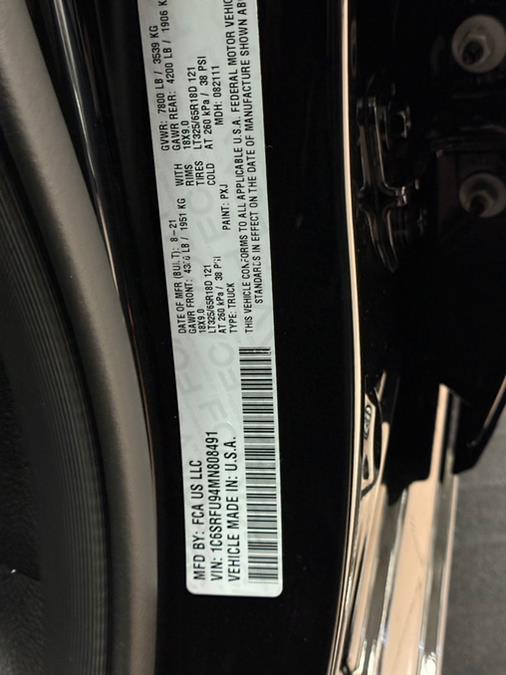 MFD BY: FCA US LLC
VIN: 1C6SRFU94MN808491
VEHICLE MADE IN: U.S.A.
DATE OF MFR (BUILT): 8-21
GAWR FRONT: LB / 1951 KG
18X9.0
LT325/65R18D 121
AT 260 kPa / 38 PSI
TYPE: TRUCK
PAINT: PXJ
WITH
RIMS
TIRES
COLD
GVWR: 7800 LB / 3539 KG
GAWR REAR: 4200 LB / 1906 KG
18X9.0
LT325/65R18D 121
AT 260 kPa / 38 PSI
MDH: 082111
THIS VEHICLE CONFORMS TO ALL APPLICABLE U.S.A. FEDERAL MOTOR VEHIC
STANDARDS IN EFFECT ON THE DATE OF MANUFACTURE SHOWN ABO